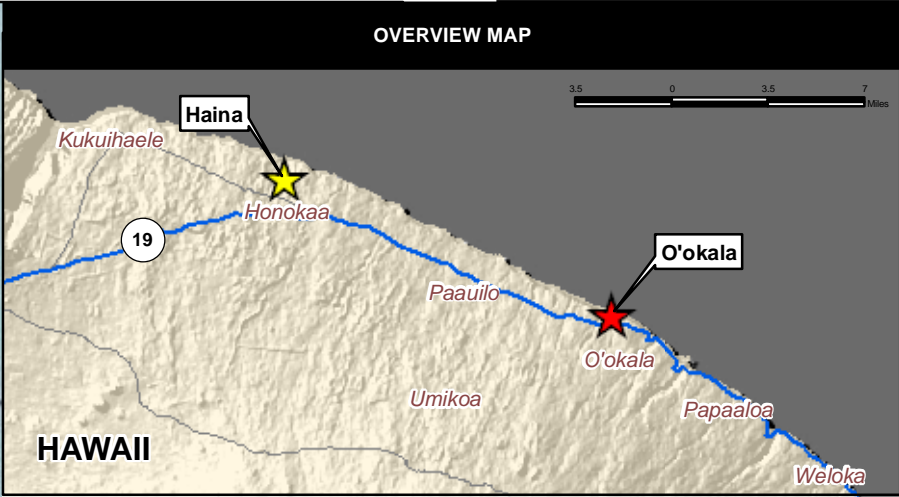 OVERVIEW MAP
3.5 0 3.5 7
Miles
Haina
Kukuihaele
Honokaa
19
O'okala
Paauilo
O'okala
Umikoa
Papaaloa
HAWAII
Weloka